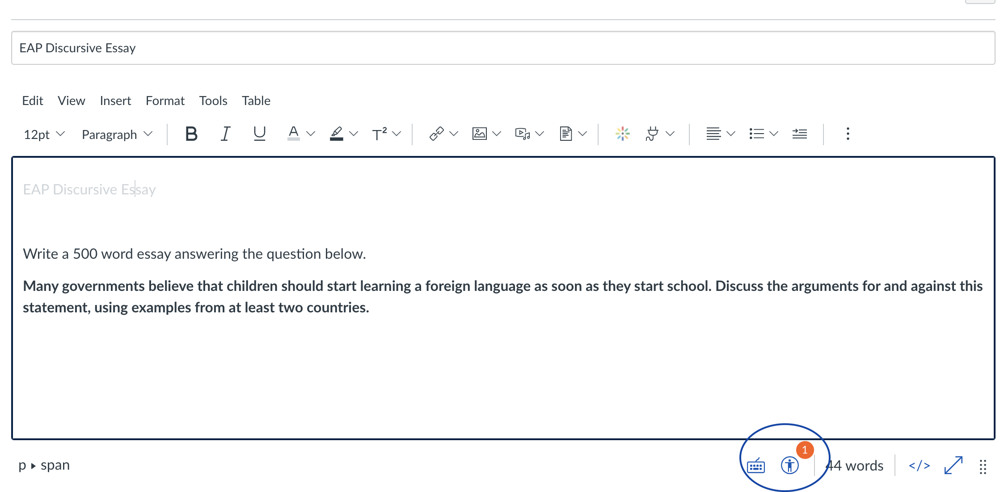 EAP Discursive Essay
Edit View Insert Format Tools Table
12pt Paragraph B I U A T²
EAP Discursive Essay
Write a 500 word essay answering the question below.
Many governments believe that children should start learning a foreign language as soon as they start school. Discuss the arguments for and against this
statement, using examples from at least two countries.
p ▸ span 1 44 words </>